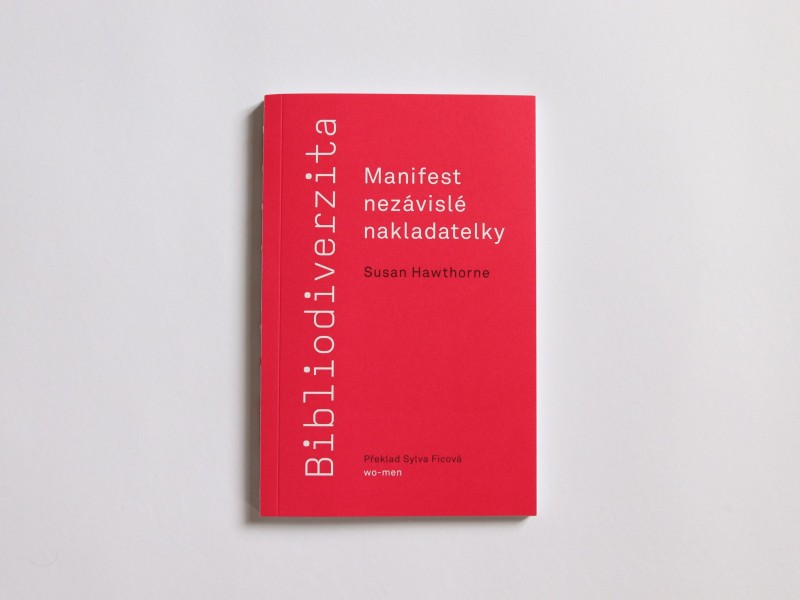 Bibliodiverzita
Manifest
nezávislé
nakladatelky
Susan Hawthorne
Překlad Sylva Ficová
wo-men